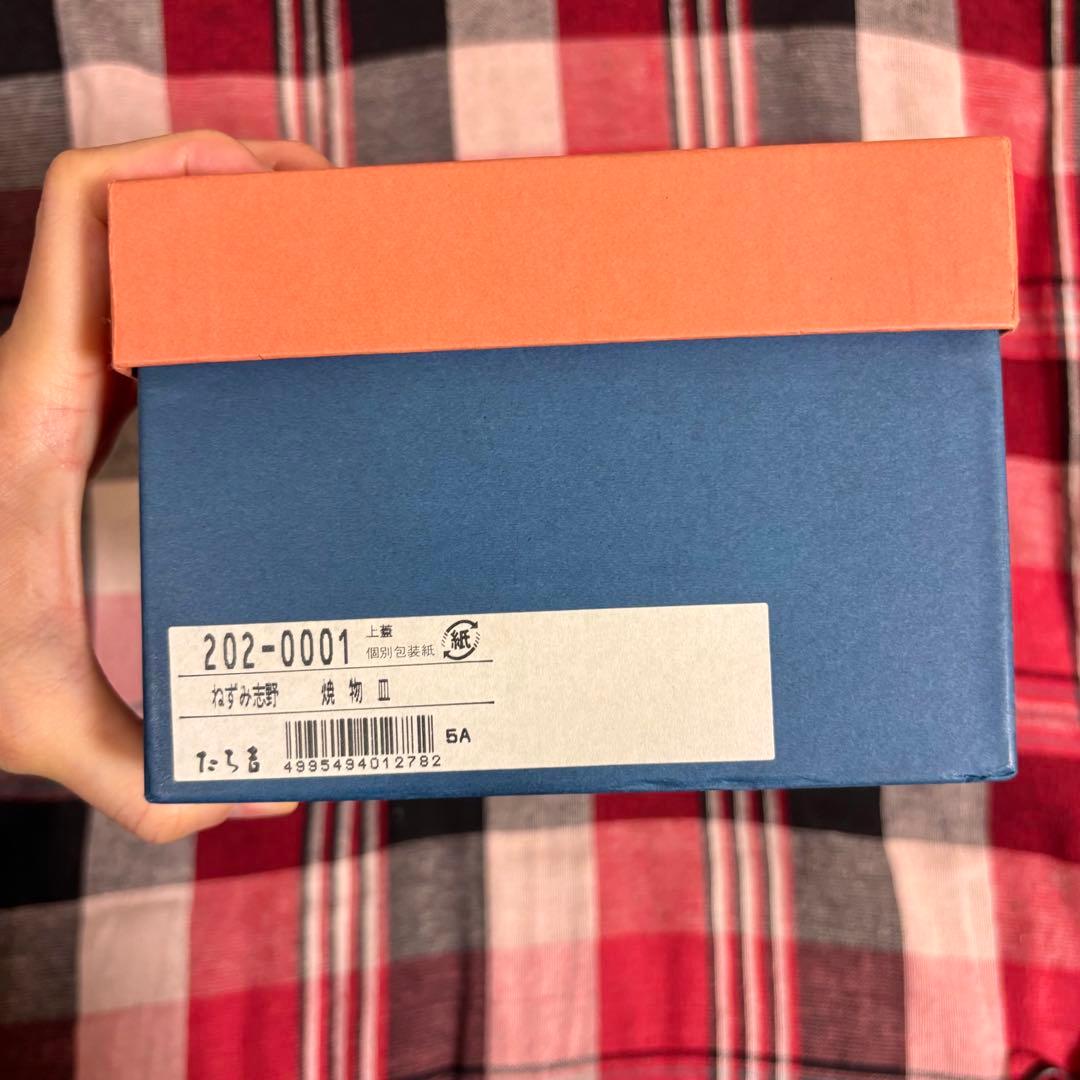 202-0001 上蓋
個別包装紙 紙
ねずみ志野 焼物皿
たち吉 5A
4995494012782